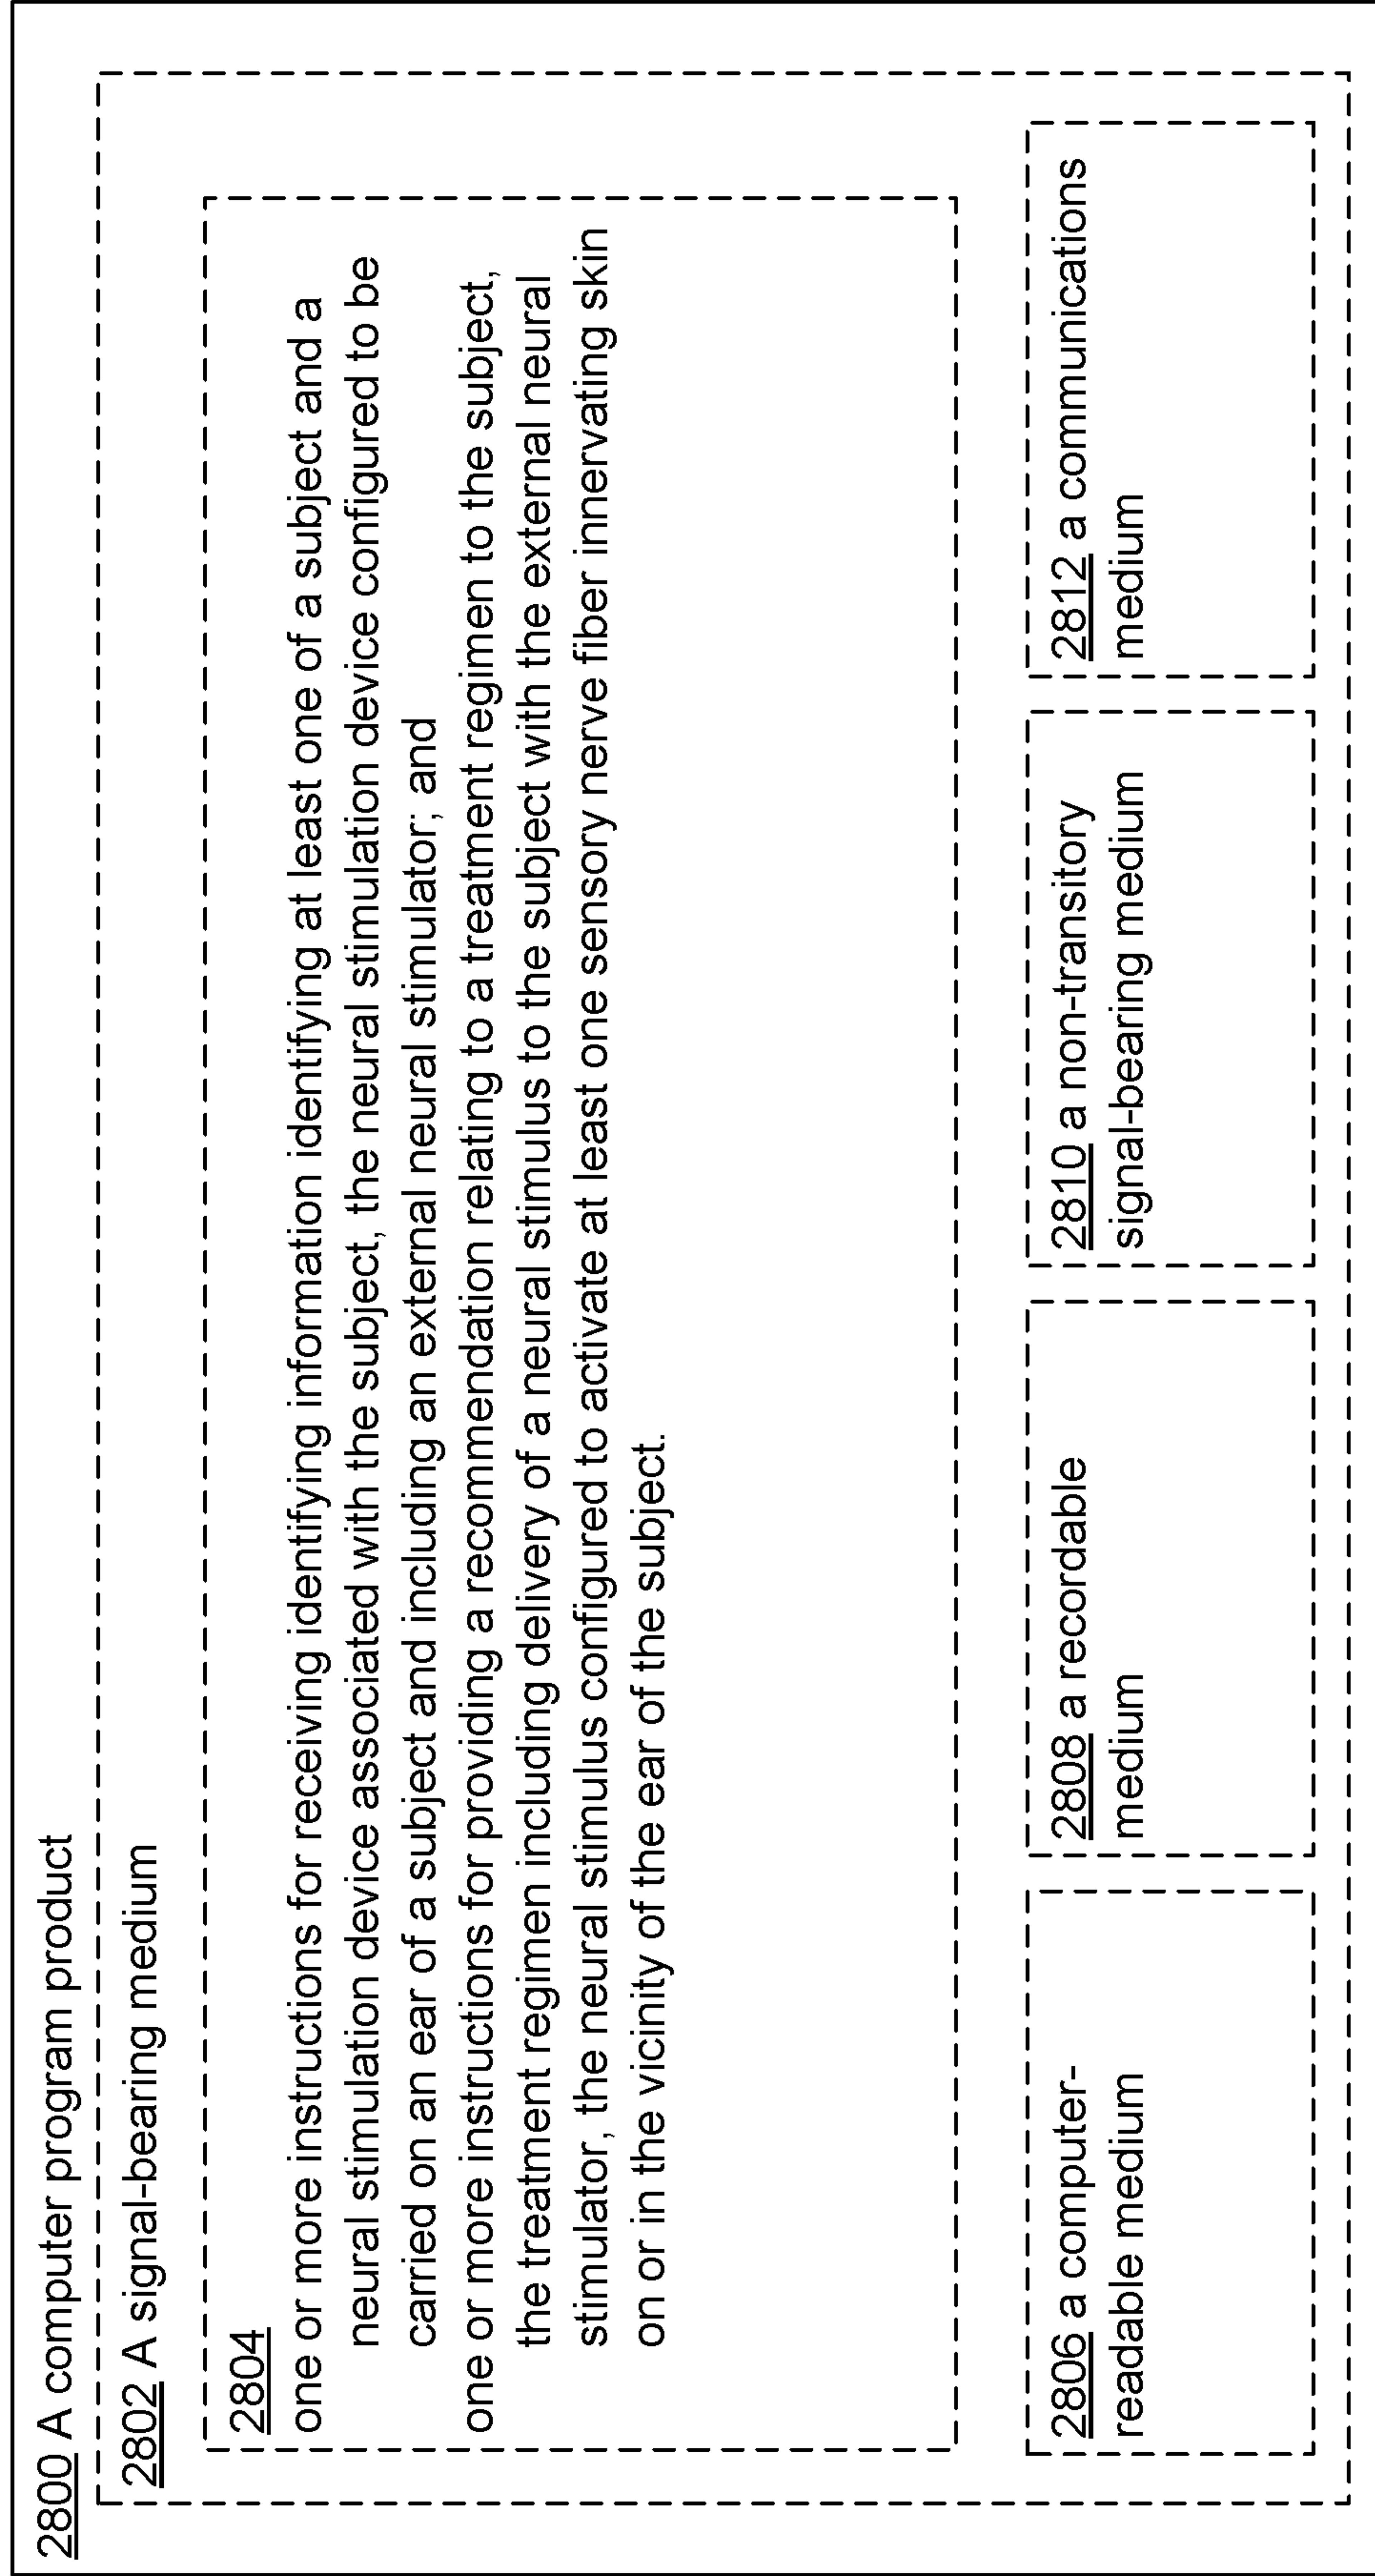 2800 A computer program product
2802 A signal-bearing medium
2804
one or more instructions for receiving identifying information identifying at least one of a subject and a
neural stimulation device associated with the subject, the neural stimulation device configured to be
carried on an ear of a subject and including an external neural stimulator; and
one or more instructions for providing a recommendation relating to a treatment regimen to the subject,
the treatment regimen including delivery of a neural stimulus to the subject with the external neural
stimulator, the neural stimulus configured to activate at least one sensory nerve fiber innervating skin
on or in the vicinity of the ear of the subject.
2806 a computer-
readable medium
2808 a recordable
medium
2810 a non-transitory
signal-bearing medium
2812 a communications
medium